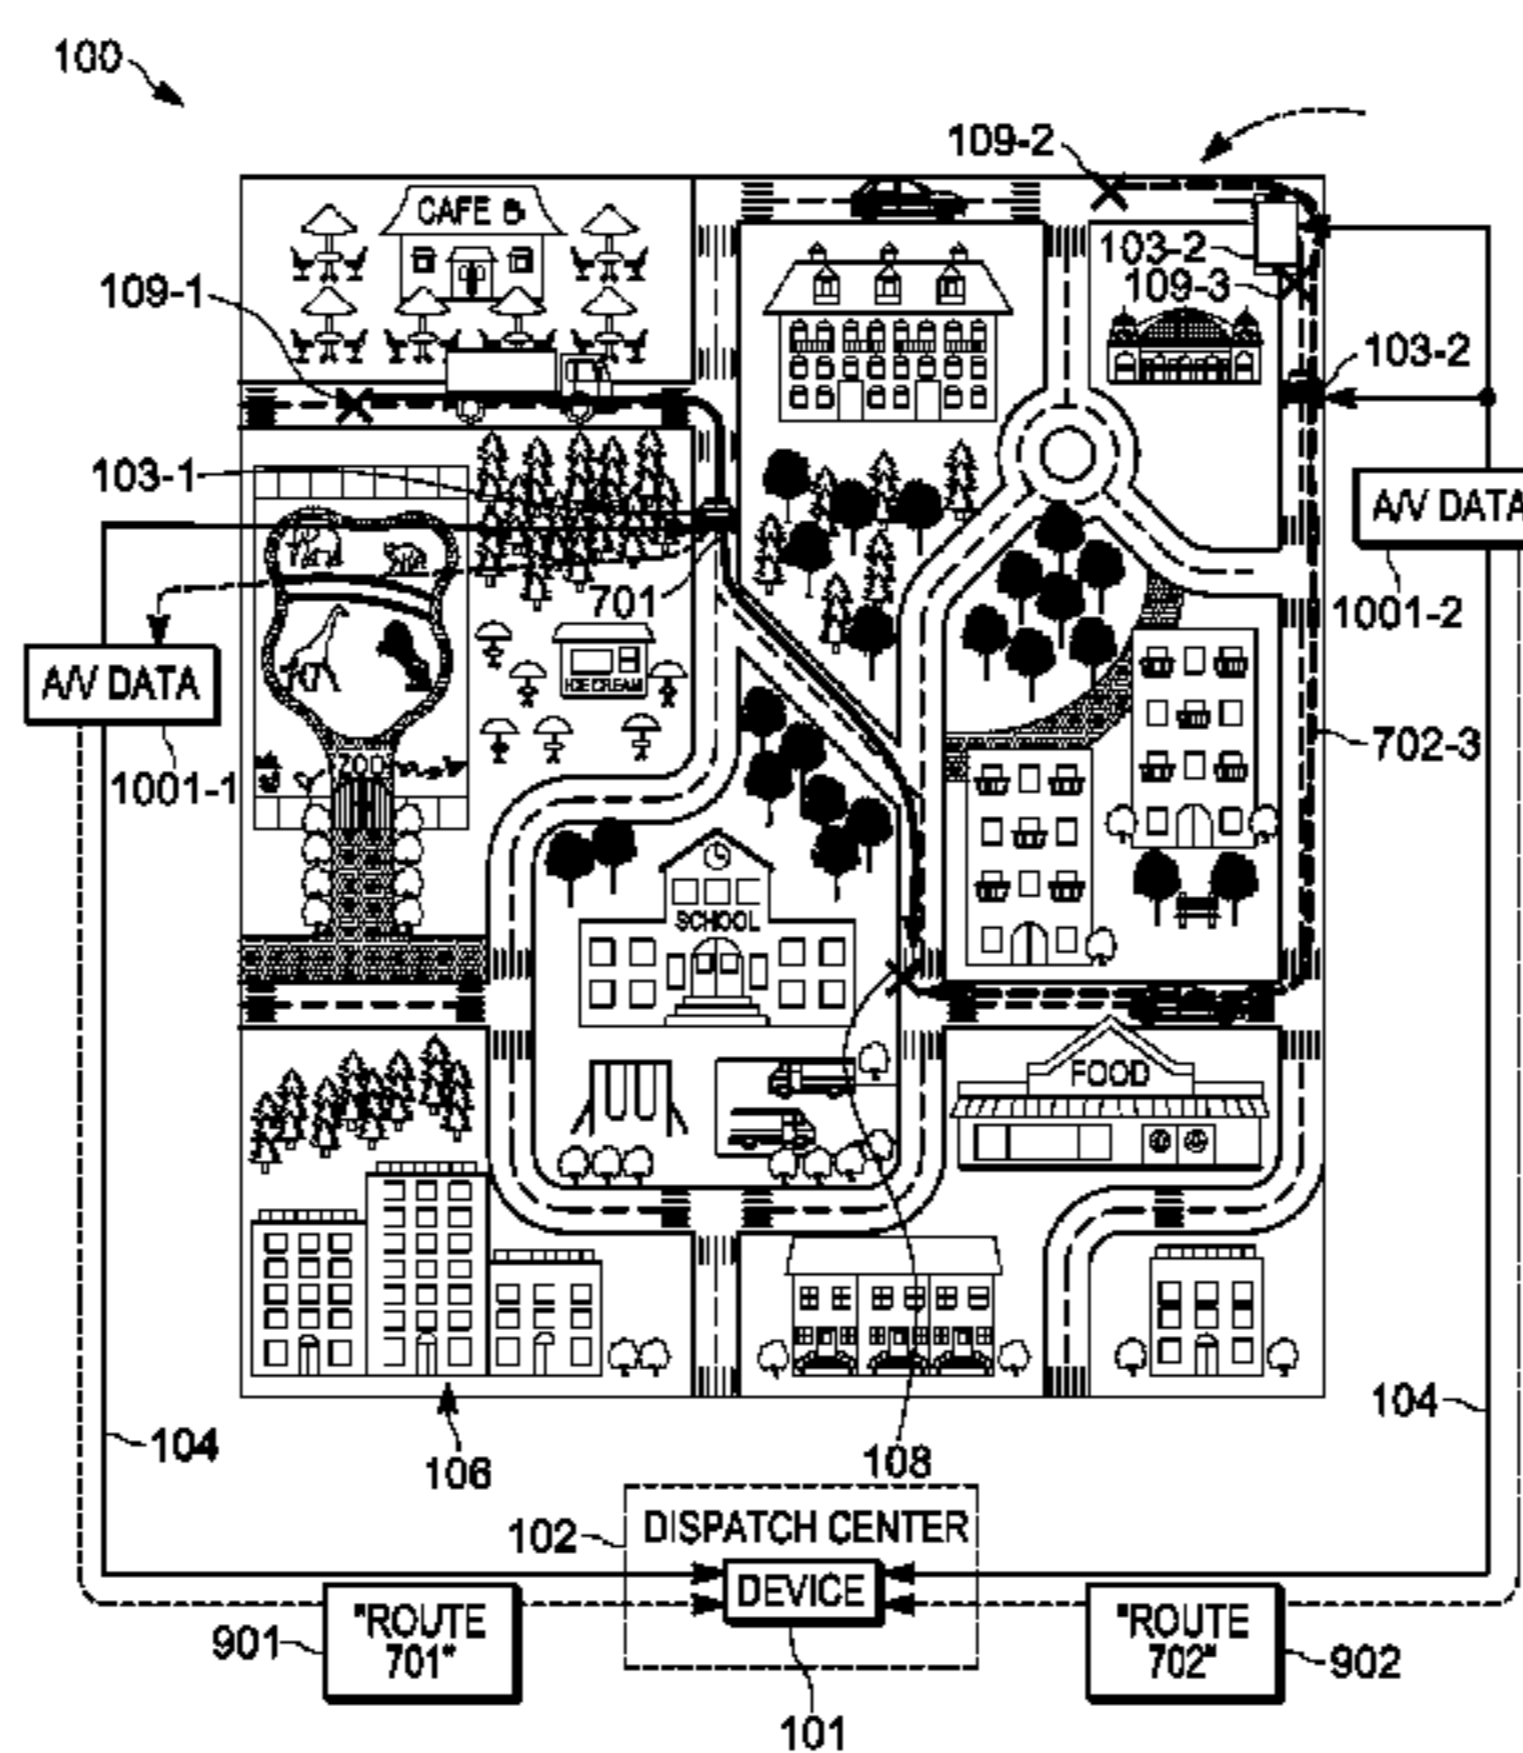 100
109-2
CAFE
103-2
109-1
109-3
103-2
103-1
A/V DATA
701
1001-2
A/V DATA
ICE CREAM
702-3
ZOO
1001-1
SCHOOL
FOOD
104
104
106
108
102
DISPATCH CENTER
DEVICE
"ROUTE
701"
"ROUTE
702"
901
902
101